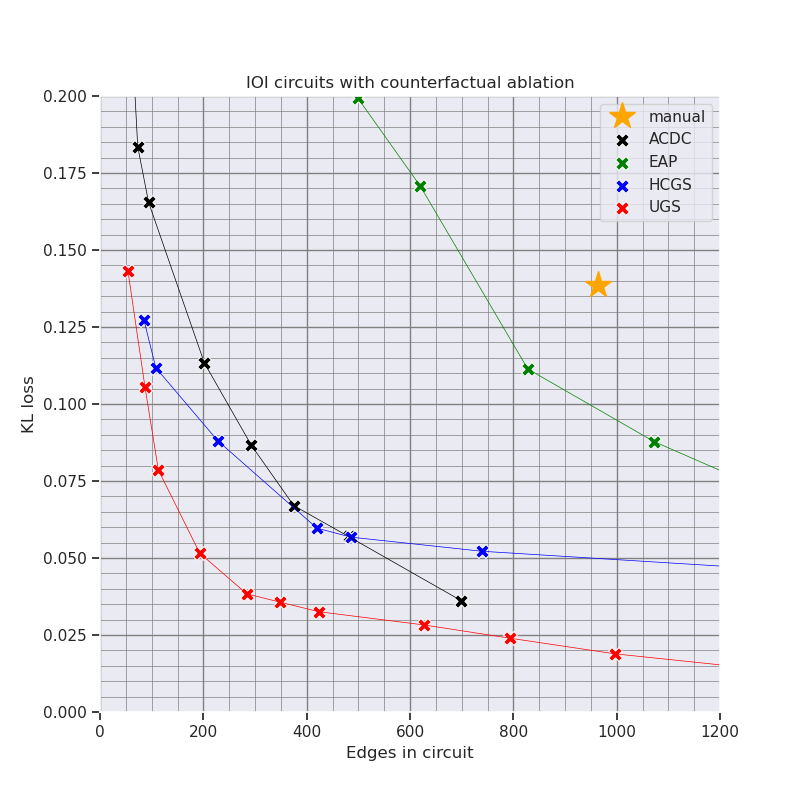 IOI circuits with counterfactual ablation
0.200
0.175
0.150
0.125
0.100
0.075
0.050
0.025
0.000
KL loss
manual
ACDC
EAP
HCGS
UGS
0 200 400 600 800 1000 1200
Edges in circuit